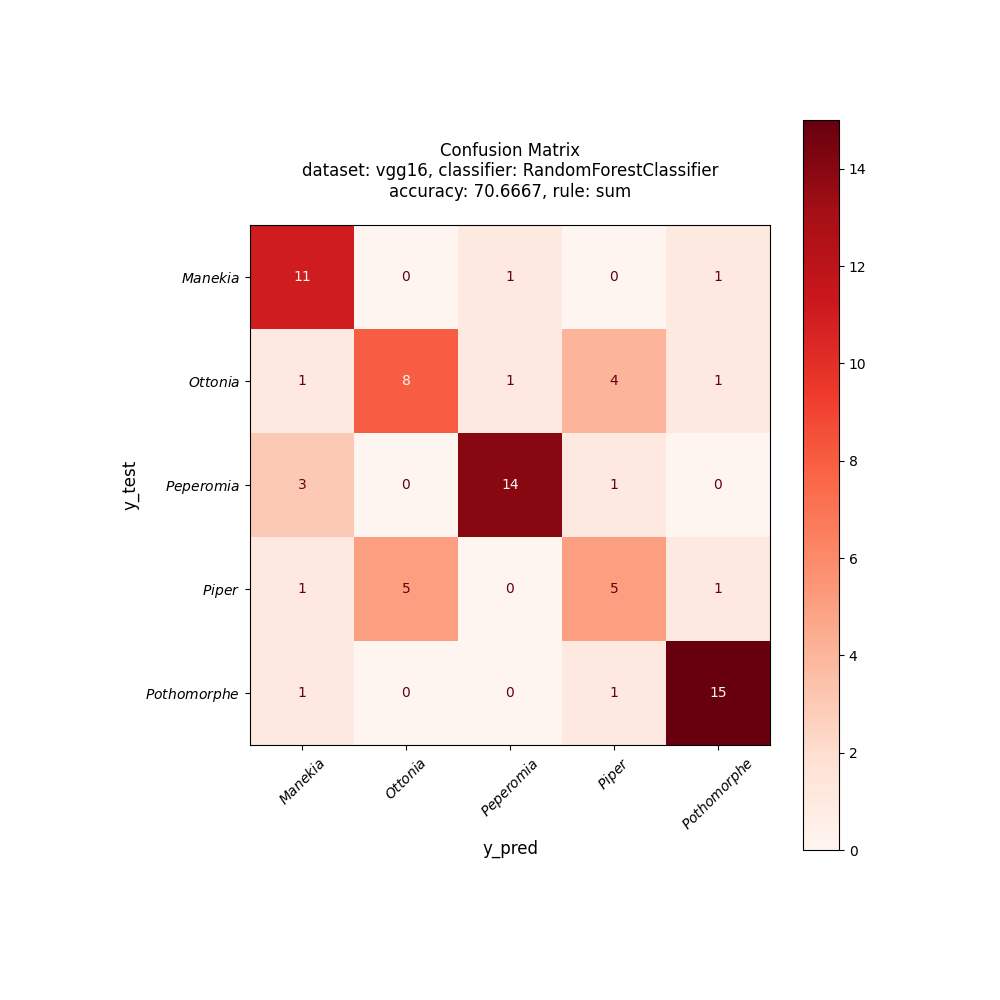 Confusion Matrix
dataset: vgg16, classifier: RandomForestClassifier
accuracy: 70.6667, rule: sum
y_test
Manekia 11 0 1 0 1
Ottonia 1 8 1 4 1
Peperomia 3 0 14 1 0
Piper 1 5 0 5 1
Pothomorphe 1 0 0 1 15
Manekia Ottonia Peperomia Piper Pothomorphe
y_pred
14
12
10
8
6
4
2
0